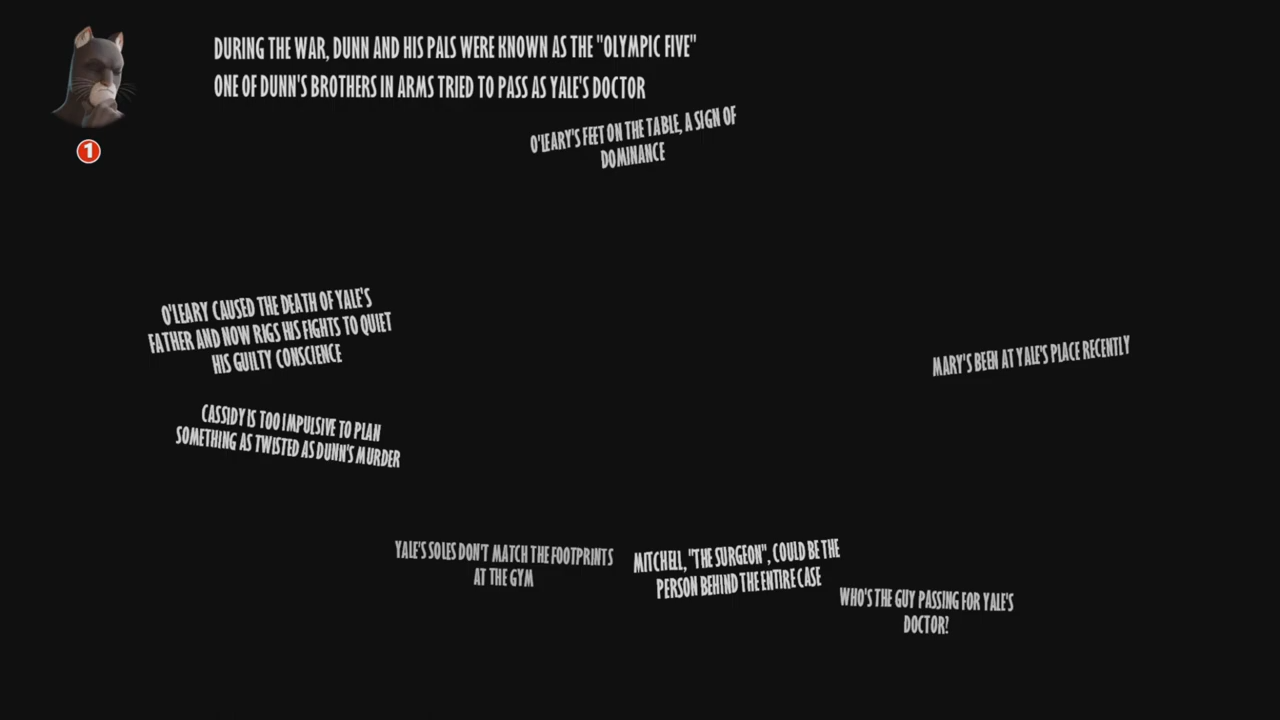 DURING THE WAR, DUNN AND HIS PALS WERE KNOWN AS THE "OLYMPIC FIVE"
ONE OF DUNN'S BROTHERS IN ARMS TRIED TO PASS AS YALE'S DOCTOR
O'LEARY'S FEET ON THE TABLE, A SIGN OF
DOMINANCE
1
O'LEARY CAUSED THE DEATH OF YALE'S
FATHER AND NOW RIGS HIS FIGHTS TO QUIET
HIS GUILTY CONSCIENCE
MARY'S BEEN AT YALE'S PLACE RECENTLY
CASSIDY IS TOO IMPULSIVE TO PLAN
SOMETHING AS TWISTED AS DUNN'S MURDER
YALE'S SOLES DON'T MATCH THE FOOTPRINTS
AT THE GYM
MITCHELL, "THE SURGEON", COULD BE THE
PERSON BEHIND THE ENTIRE CASE
WHO'S THE GUY PASSING FOR YALE'S
DOCTOR?